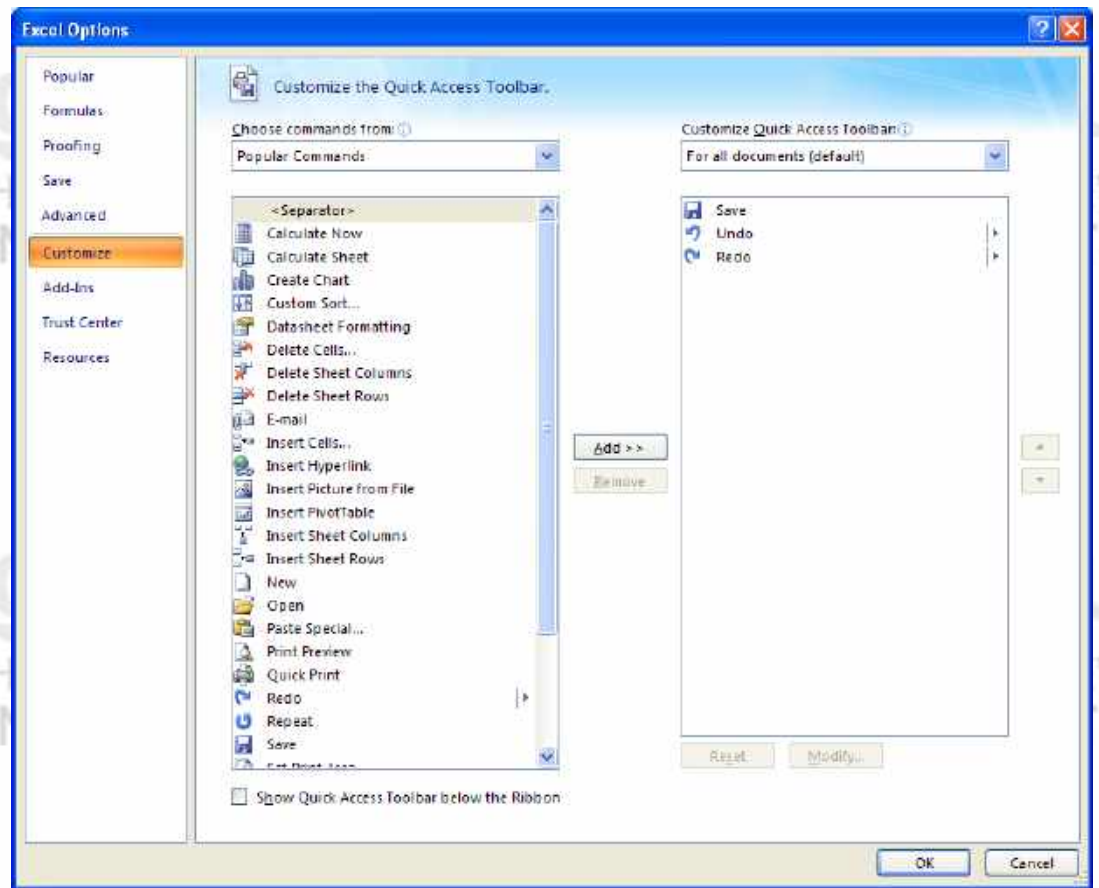 Excel Options
Popular
Formulas
Proofing
Save
Advanced
Customize
Add-Ins
Trust Center
Resources
Customize the Quick Access Toolbar.
Choose commands from:
Popular Commands
<Separator>
Calculate Now
Calculate Sheet
Create Chart
Custom Sort...
Datasheet Formatting
Delete Cells...
Delete Sheet Columns
Delete Sheet Rows
E-mail
Insert Cells...
Insert Hyperlink
Insert Picture from File
Insert PivotTable
Insert Sheet Columns
Insert Sheet Rows
New
Open
Paste Special...
Print Preview
Quick Print
Redo
Repeat
Save
Show Quick Access Toolbar below the Ribbon
Add >>
Remove
Customize Quick Access Toolbar:
For all documents (default)
Save
Undo
Redo
Reset
Modify...
OK
Cancel